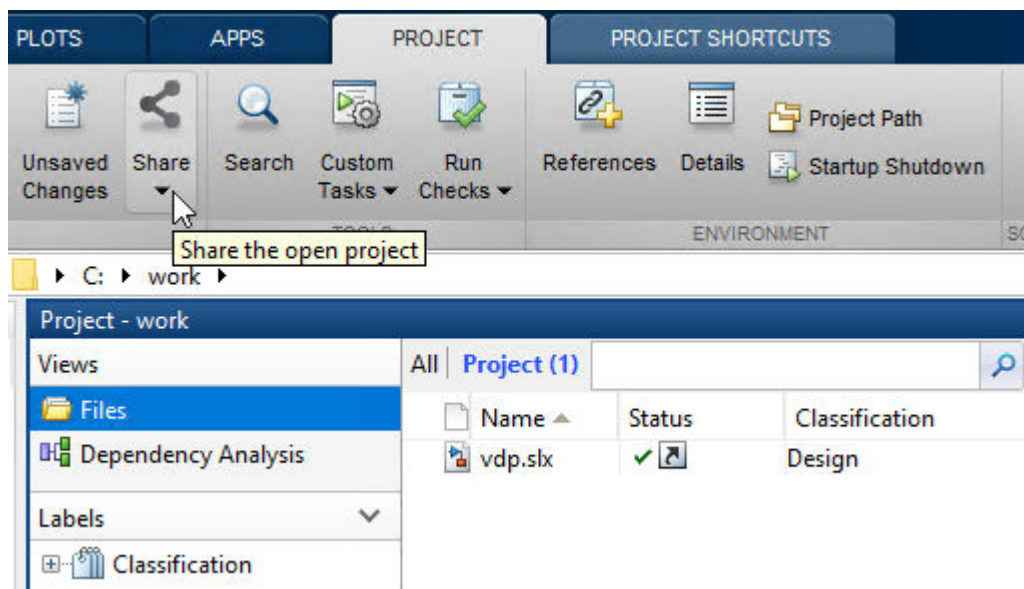 PLOTS APPS PROJECT PROJECT SHORTCUTS
Unsaved Changes
Share
Search
Custom Tasks
Run Checks
References
Details
Project Path
Startup Shutdown
ENVIRONMENT
Share the open project
C: work
Project - work
Views
All Project (1)
Files
Name Status Classification
Dependency Analysis
vdp.slx Design
Labels
Classification